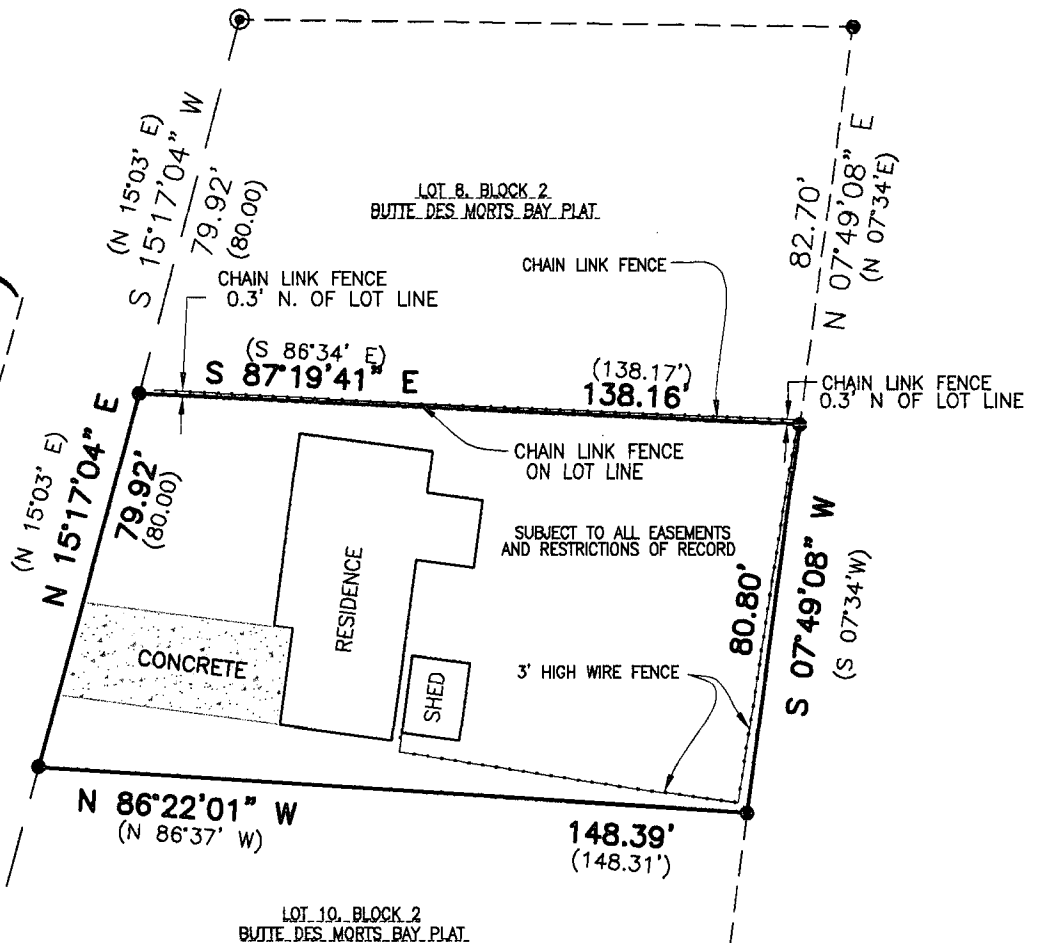 (N 15°03' E)
S 15°17'04" W
79.92'
(80.00)
LOT 8, BLOCK 2
BUTTE DES MORTS BAY PLAT
82.70'
N 07°49'08" E
(N 07°34'E)
CHAIN LINK FENCE
0.3' N. OF LOT LINE
CHAIN LINK FENCE
(S 86°34' E)
S 87°19'41" E
(138.17')
138.16'
CHAIN LINK FENCE
0.3' N OF LOT LINE
CHAIN LINK FENCE
ON LOT LINE
(N 15°03' E)
N 15°17'04" E
79.92'
(80.00)
SUBJECT TO ALL EASEMENTS
AND RESTRICTIONS OF RECORD
RESIDENCE
80.80'
S 07°49'08" W
(S 07°34'W)
CONCRETE
SHED
3' HIGH WIRE FENCE
N 86°22'01" W
(N 86°37' W)
148.39'
(148.31')
LOT 10, BLOCK 2
BUTTE DES MORTS BAY PLAT